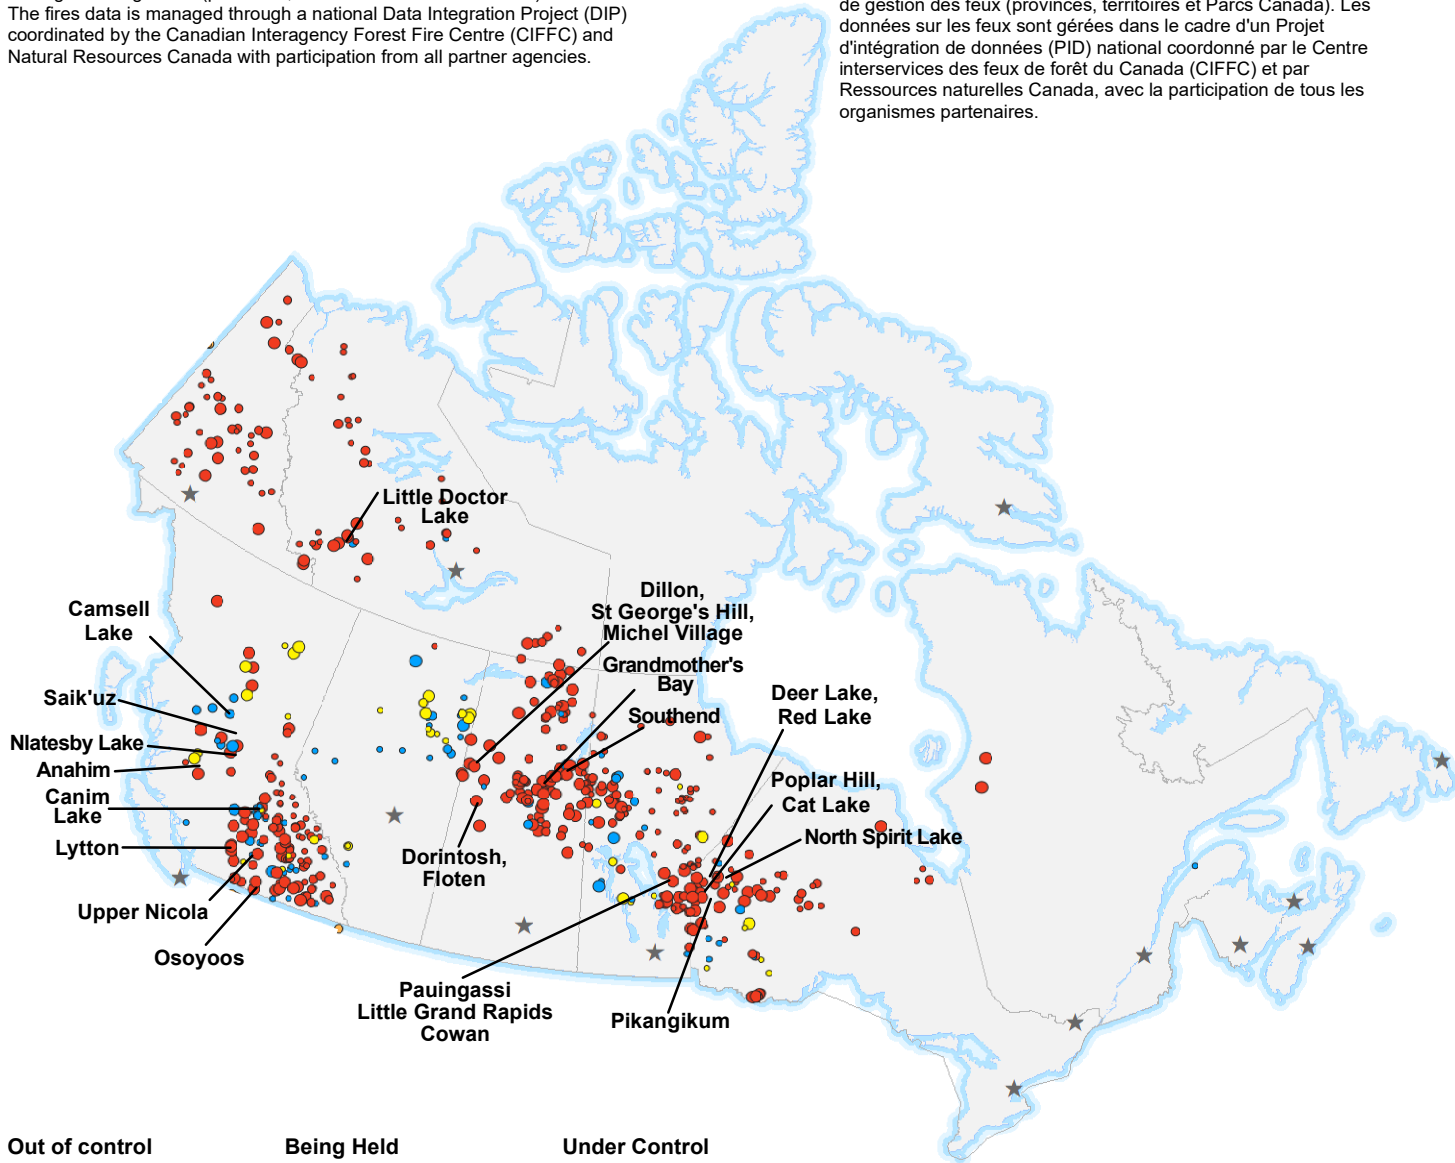 The fires data is managed through a national Data Integration Project (DIP)
coordinated by the Canadian Interagency Forest Fire Centre (CIFFC) and
Natural Resources Canada with participation from all partner agencies.
de gestion des feux (provinces, territoires et Parcs Canada). Les
données sur les feux sont gérées dans le cadre d'un Projet
d'intégration de données (PID) national coordonné par le Centre
interservices des feux de forêt du Canada (CIFFC) et par
Ressources naturelles Canada, avec la participation de tous les
organismes partenaires.
Little Doctor
Lake
Dillon,
St George's Hill,
Michel Village
Camsell
Lake
Grandmother's
Bay
Deer Lake,
Red Lake
Saik'uz
Southend
Nlatesby Lake
Anahim
Poplar Hill,
Cat Lake
Canim
Lake
North Spirit Lake
Lytton
Dorintosh,
Floten
Upper Nicola
Osoyoos
Pauingassi
Little Grand Rapids
Cowan
Pikangikum
Out of control
Being Held
Under Control